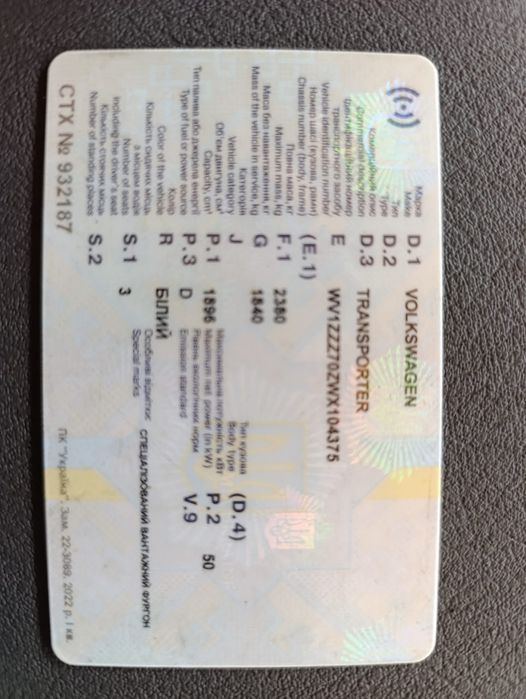 Марка
Make D.1 VOLKSWAGEN
Тип
Type D.2
Комерційний опис
Commercial description D.3 TRANSPORTER
Ідентифікаційний номер
транспортного засобу
Vehicle identification number E WV1ZZZ70ZWX104375
Номер шасі (кузова, рами)
Chassis number (body, frame) (E.1)
Повна маса, кг
Maximum mass, kg F.1 2380
Маса без навантаження, кг
Mass of the vehicle in service, kg G 1840
Категорія
Vehicle category J
Тип кузова
Body type (D.4)
Об'єм двигуна, см³
Capacity, cm³ P.1 1896
Максимальна потужність кВт
Maximum net power (in kW) P.2 50
Тип палива або джерела енергії
Type of fuel or power source P.3 D
Рівень екологічних норм
Emission standard V.9
Колір
Color of the vehicle R БІЛИЙ
Кількість сидячих місць
з місцем водія
Number of seats
including the driver's seat S.1 3
Особливі відмітки:
Special marks СПЕЦІАЛІЗОВАНИЙ ВАНТАЖНИЙ ФУРГОН
Кількість стоячих місць
Number of standing places S.2
СТХ № 932187
ПК "Україна". Зам. 22-3089. 2022 р. I кв.